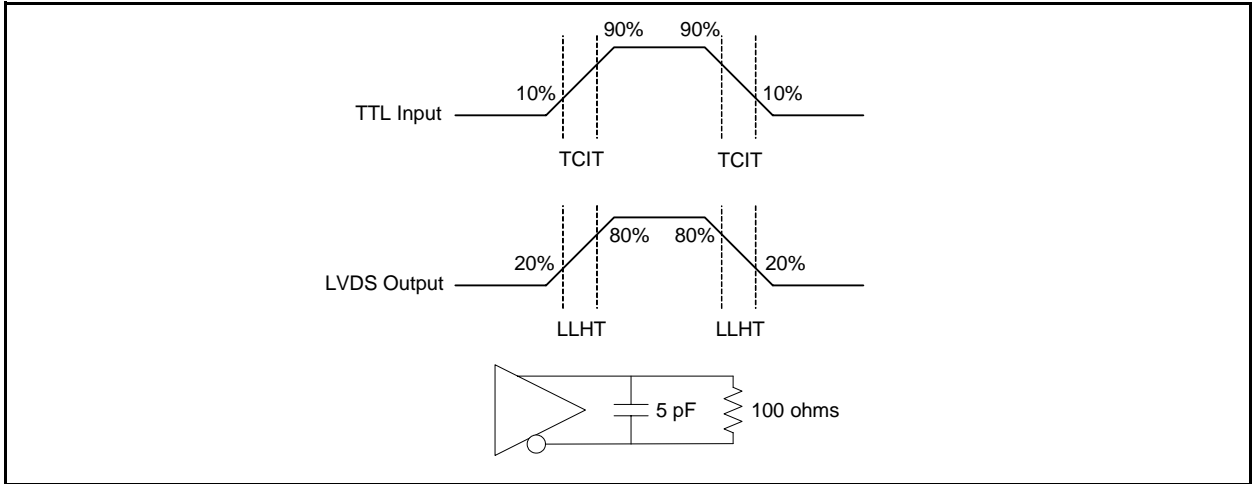 90% 90%
10% 10%
TTL Input
TCIT TCIT
80% 80%
20% 20%
LVDS Output
LLHT LLHT
5 pF 100 ohms